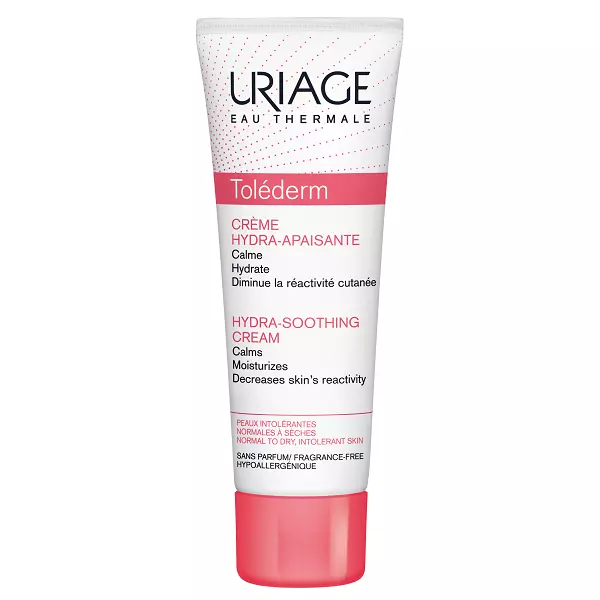 URIAGE
EAU THERMALE
Toléderm
CRÈME
HYDRA-APAISANTE
Calme
Hydrate
Diminue la réactivité cutanée
HYDRA-SOOTHING
CREAM
Calms
Moisturizes
Decreases skin's reactivity
PEAUX INTOLÉRANTES
NORMALES À SÈCHES
NORMAL TO DRY, INTOLERANT SKIN
SANS PARFUM/ FRAGRANCE-FREE
HYPOALLERGÉNIQUE